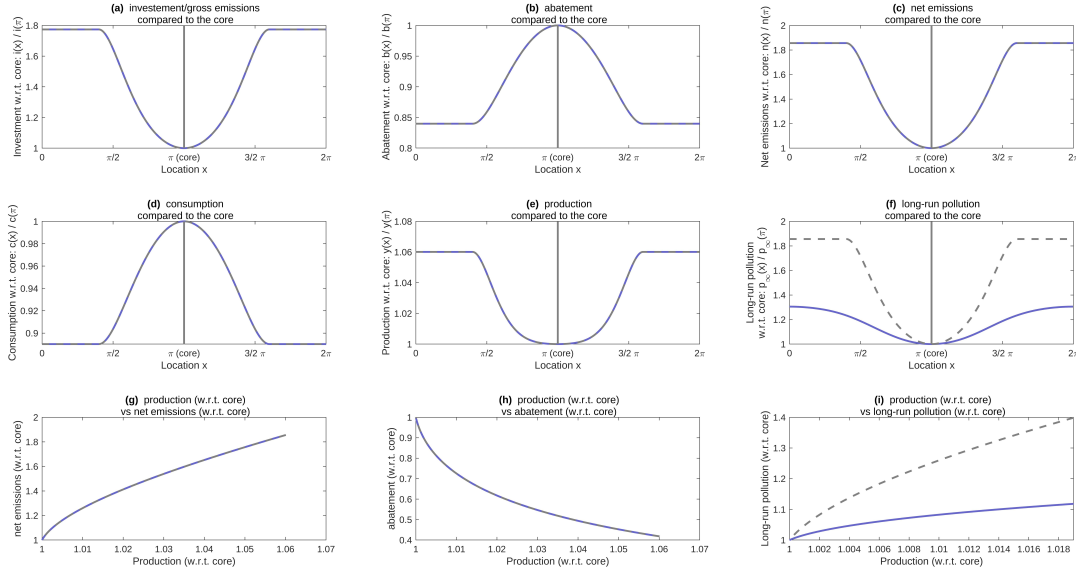 (a) investement/gross emissions
compared to the core
Investment w.r.t. core: i(x) / i(π)
1.8
1.6
1.4
1.2
1
0
π/2
π (core)
3/2 π
2π
Location x
(b) abatement
compared to the core
Abatement w.r.t. core: b(x) / b(π)
1
0.95
0.9
0.85
0.8
0
π/2
π (core)
3/2 π
2π
Location x
(c) net emissions
compared to the core
Net emissions w.r.t. core: n(x) / n(π)
2
1.8
1.6
1.4
1.2
1
0
π/2
π (core)
3/2 π
2π
Location x
(d) consumption
compared to the core
Consumption w.r.t. core: c(x) / c(π)
1
0.98
0.96
0.94
0.92
0.9
0
π/2
π (core)
3/2 π
2π
Location x
(e) production
compared to the core
Production w.r.t. core: y(x) / y(π)
1.08
1.06
1.04
1.02
1
0
π/2
π (core)
3/2 π
2π
Location x
(f) long-run pollution
compared to the core
Long-run pollution
w.r.t. core: p∞(x) / p∞(π)
2
1.8
1.6
1.4
1.2
1
0
π/2
π (core)
3/2 π
2π
Location x
(g) production (w.r.t. core)
vs net emissions (w.r.t. core)
net emissions (w.r.t. core)
2
1.8
1.6
1.4
1.2
1
1
1.01
1.02
1.03
1.04
1.05
1.06
1.07
Production (w.r.t. core)
(h) production (w.r.t. core)
vs abatement (w.r.t. core)
abatement (w.r.t. core)
1
0.9
0.8
0.7
0.6
0.5
0.4
1
1.01
1.02
1.03
1.04
1.05
1.06
1.07
Production (w.r.t. core)
(i) production (w.r.t. core)
vs long-run pollution (w.r.t. core)
Long-run pollution (w.r.t. core)
1.4
1.3
1.2
1.1
1
1
1.002
1.004
1.006
1.008
1.01
1.012
1.014
1.016
1.018
Production (w.r.t. core)